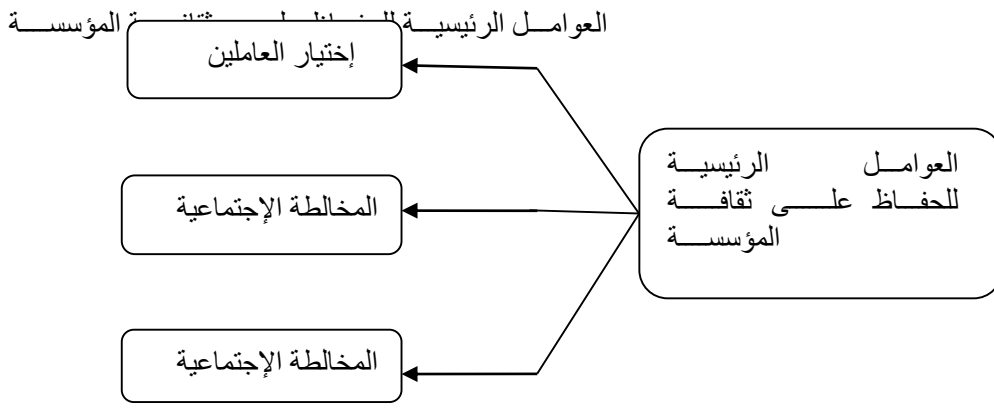 العوامل الرئيسية للحفاظ على ثقافة المؤسسة
إختيار العاملين
العوامل الرئيسية
للحفاظ على ثقافة
المؤسسة
المخالطة الإجتماعية
المخالطة الإجتماعية